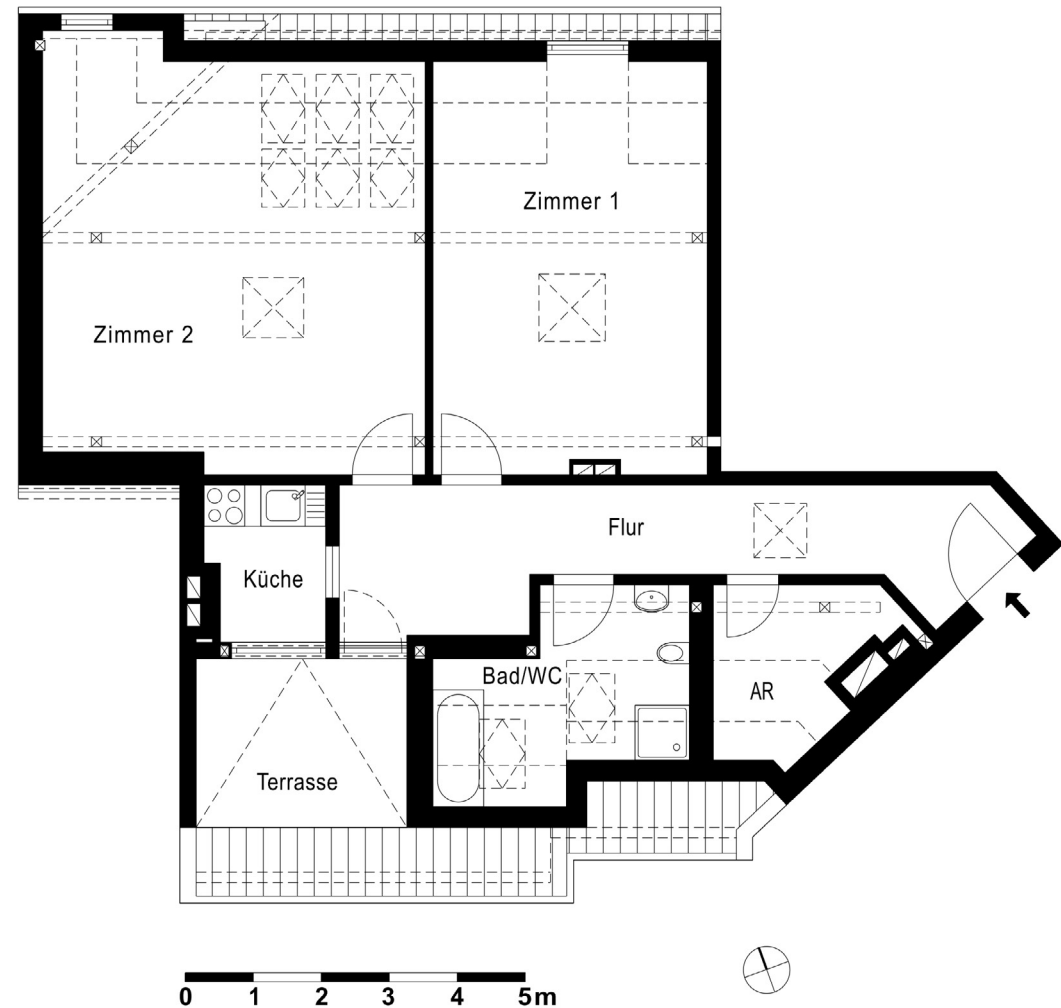 Zimmer 1
Zimmer 2
Flur
Küche
Bad/WC
AR
Terrasse
0 1 2 3 4 5m